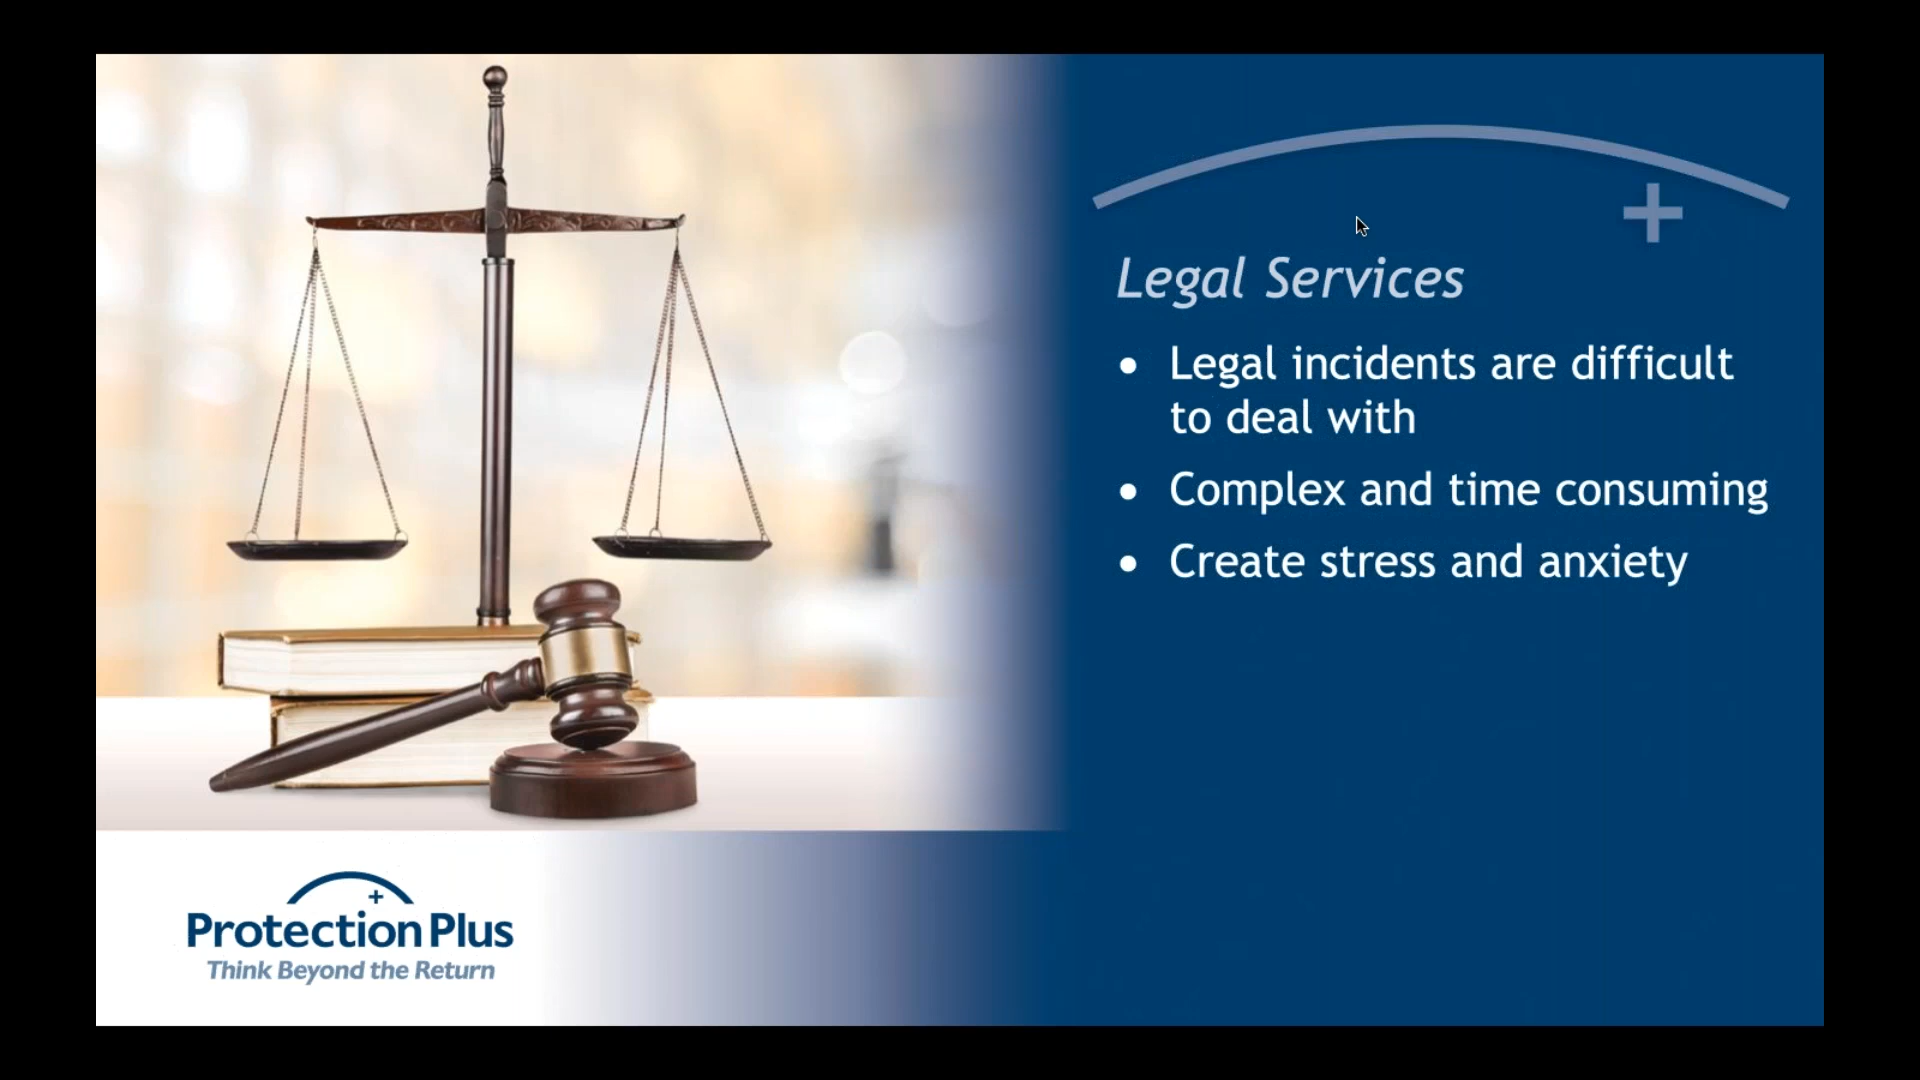 Legal Services
• Legal incidents are difficult
to deal with
• Complex and time consuming
• Create stress and anxiety
Protection Plus
Think Beyond the Return